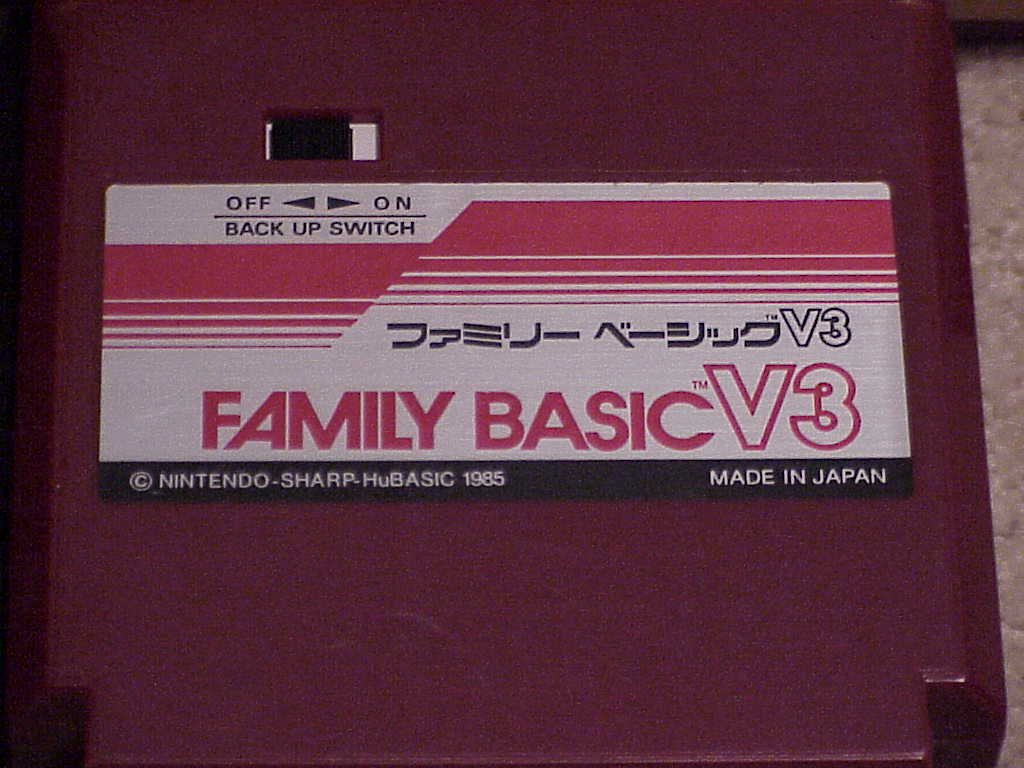 OFF ◀ ▶ ON
BACK UP SWITCH
ファミリー ベーシック™V3
FAMILY BASIC™V3
© NINTENDO-SHARP-HuBASIC 1985 MADE IN JAPAN